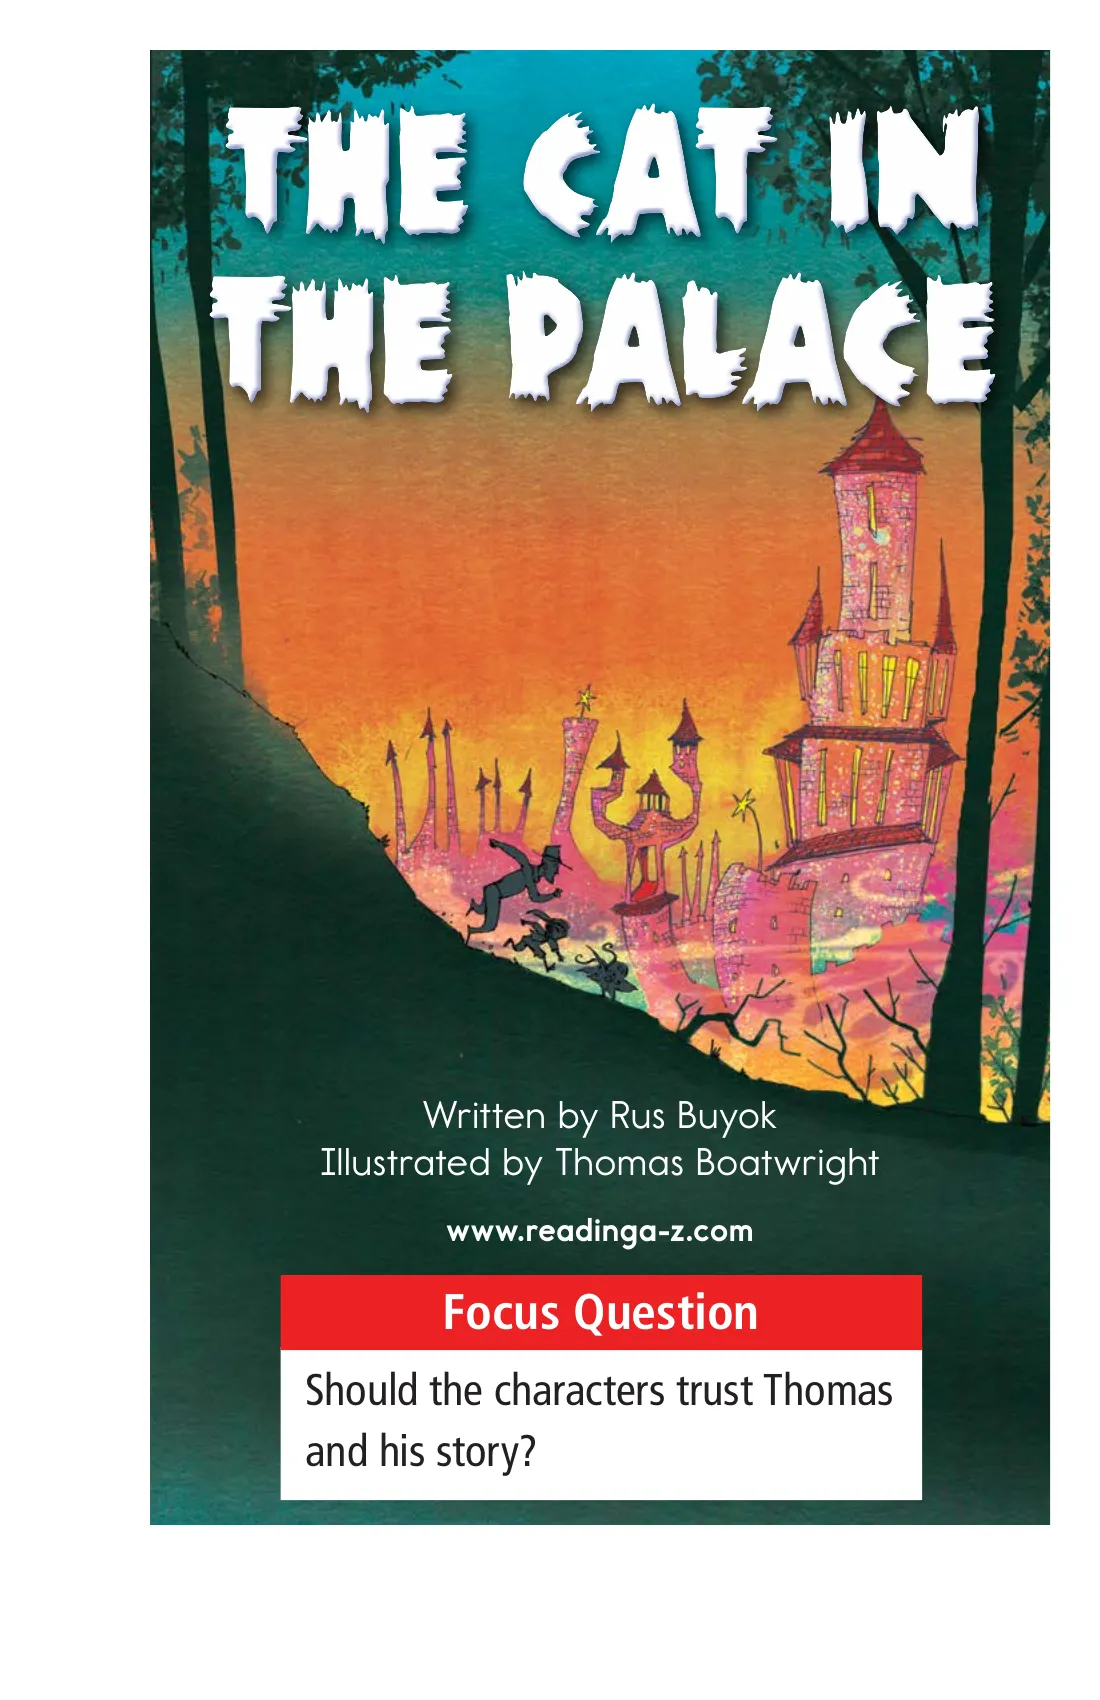 THE CAT IN
THE PALACE
Written by Rus Buyok
Illustrated by Thomas Boatwright
www.readinga-z.com
Focus Question
Should the characters trust Thomas
and his story?